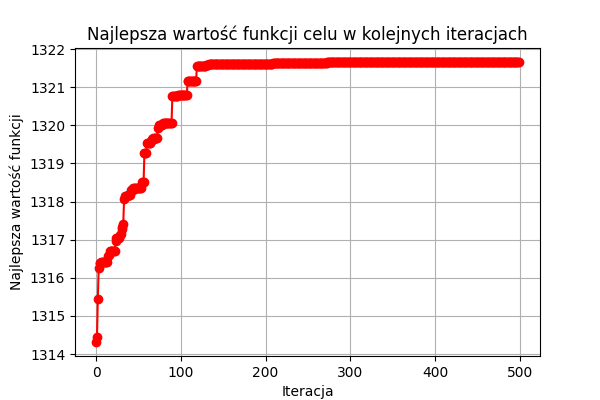 Najlepsza wartość funkcji celu w kolejnych iteracjach
1322
1321
1320
1319
1318
1317
1316
1315
1314
Najlepsza wartość funkcji
0 100 200 300 400 500
Iteracja